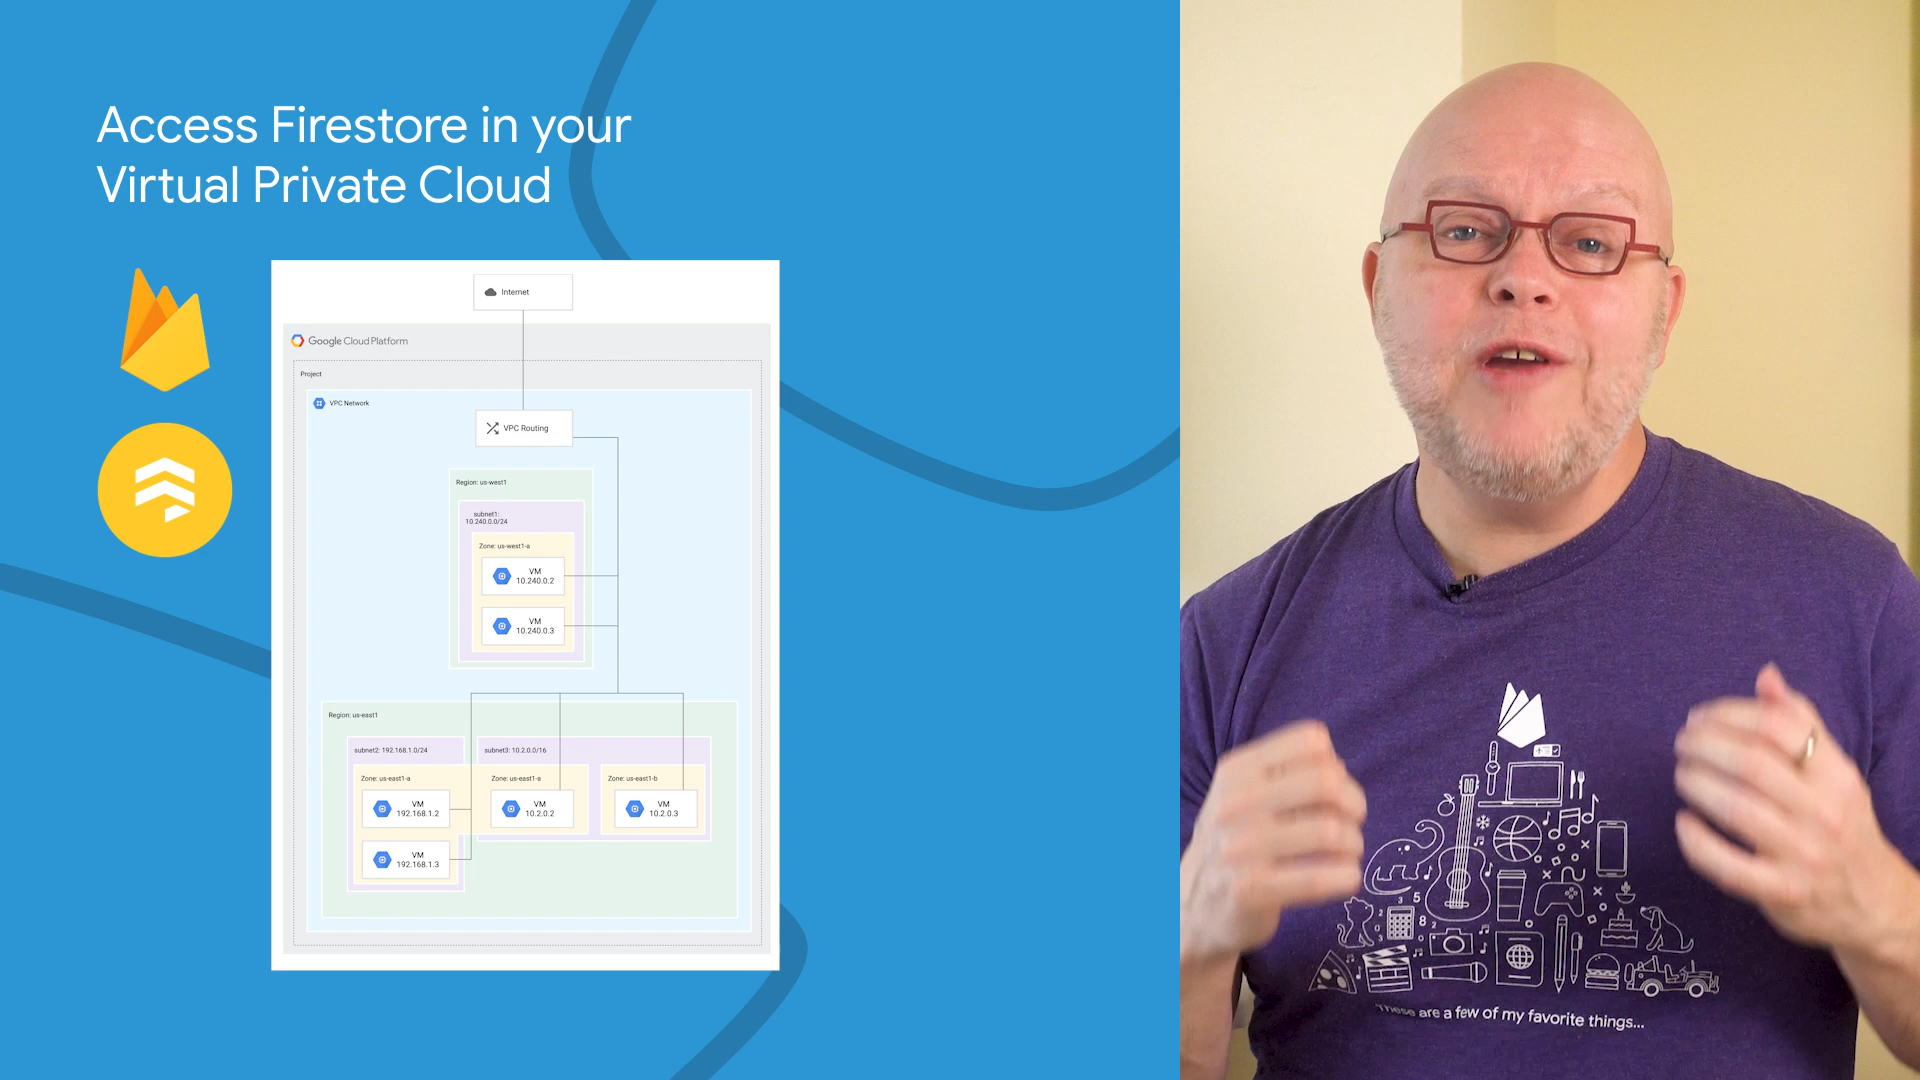 Access Firestore in your
Virtual Private Cloud
Internet
Google Cloud Platform
Project
VPC Network
VPC Routing
Region: us-west1
subnet1:
10.240.0.0/24
Zone: us-west1-a
VM
10.240.0.2
VM
10.240.0.3
Region: us-east1
subnet2: 192.168.1.0/24
subnet3: 10.2.0.0/16
Zone: us-east1-a
Zone: us-east1-a
Zone: us-east1-b
VM
192.168.1.2
VM
10.2.0.2
VM
10.2.0.3
VM
192.168.1.3
These are a few of my favorite things...